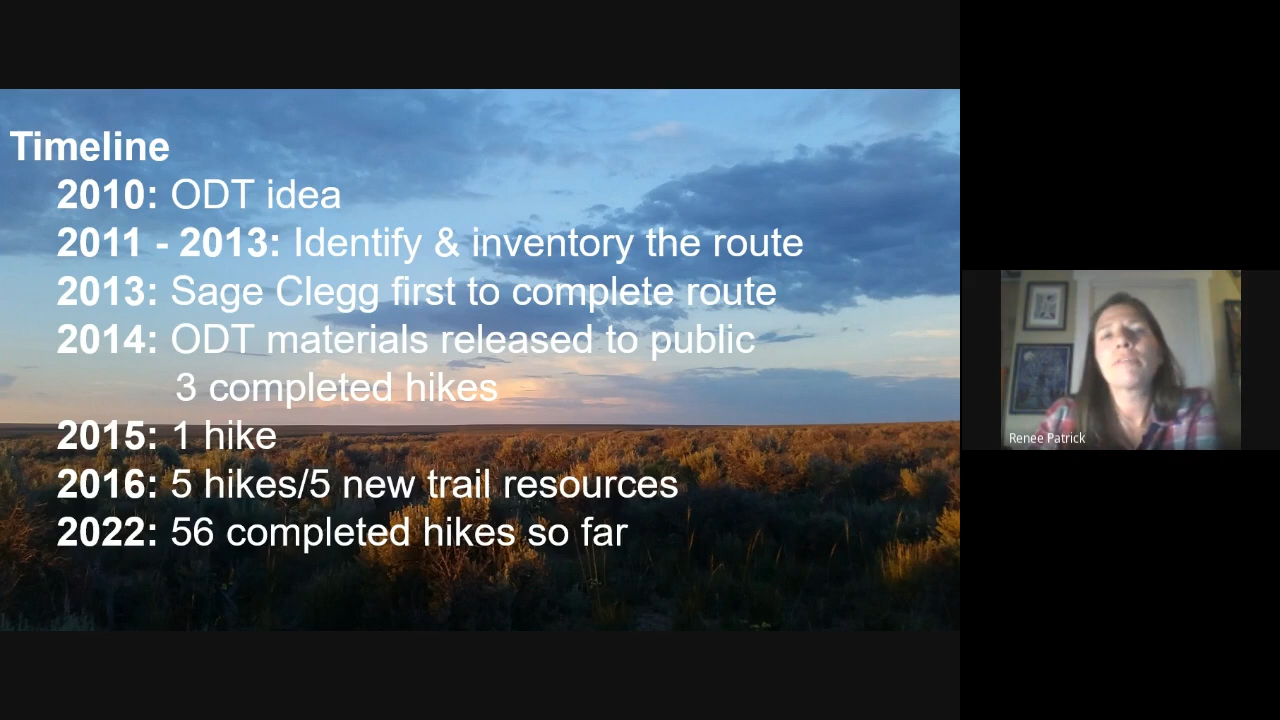 Timeline
2010: ODT idea
2011 - 2013: Identify & inventory the route
2013: Sage Clegg first to complete route
2014: ODT materials released to public
3 completed hikes
2015: 1 hike
2016: 5 hikes/5 new trail resources
2022: 56 completed hikes so far
Renee Patrick